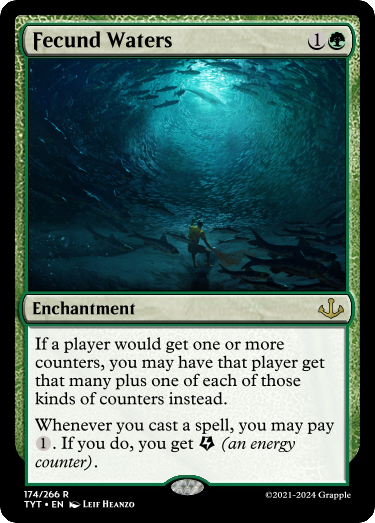 Fecund Waters 1
Enchantment
If a player would get one or more
counters, you may have that player get
that many plus one of each of those
kinds of counters instead.
Whenever you cast a spell, you may pay
1. If you do, you get (an energy
counter).
174/266 R
TYT • EN Leif Heanzo
©2021-2024 Grapple